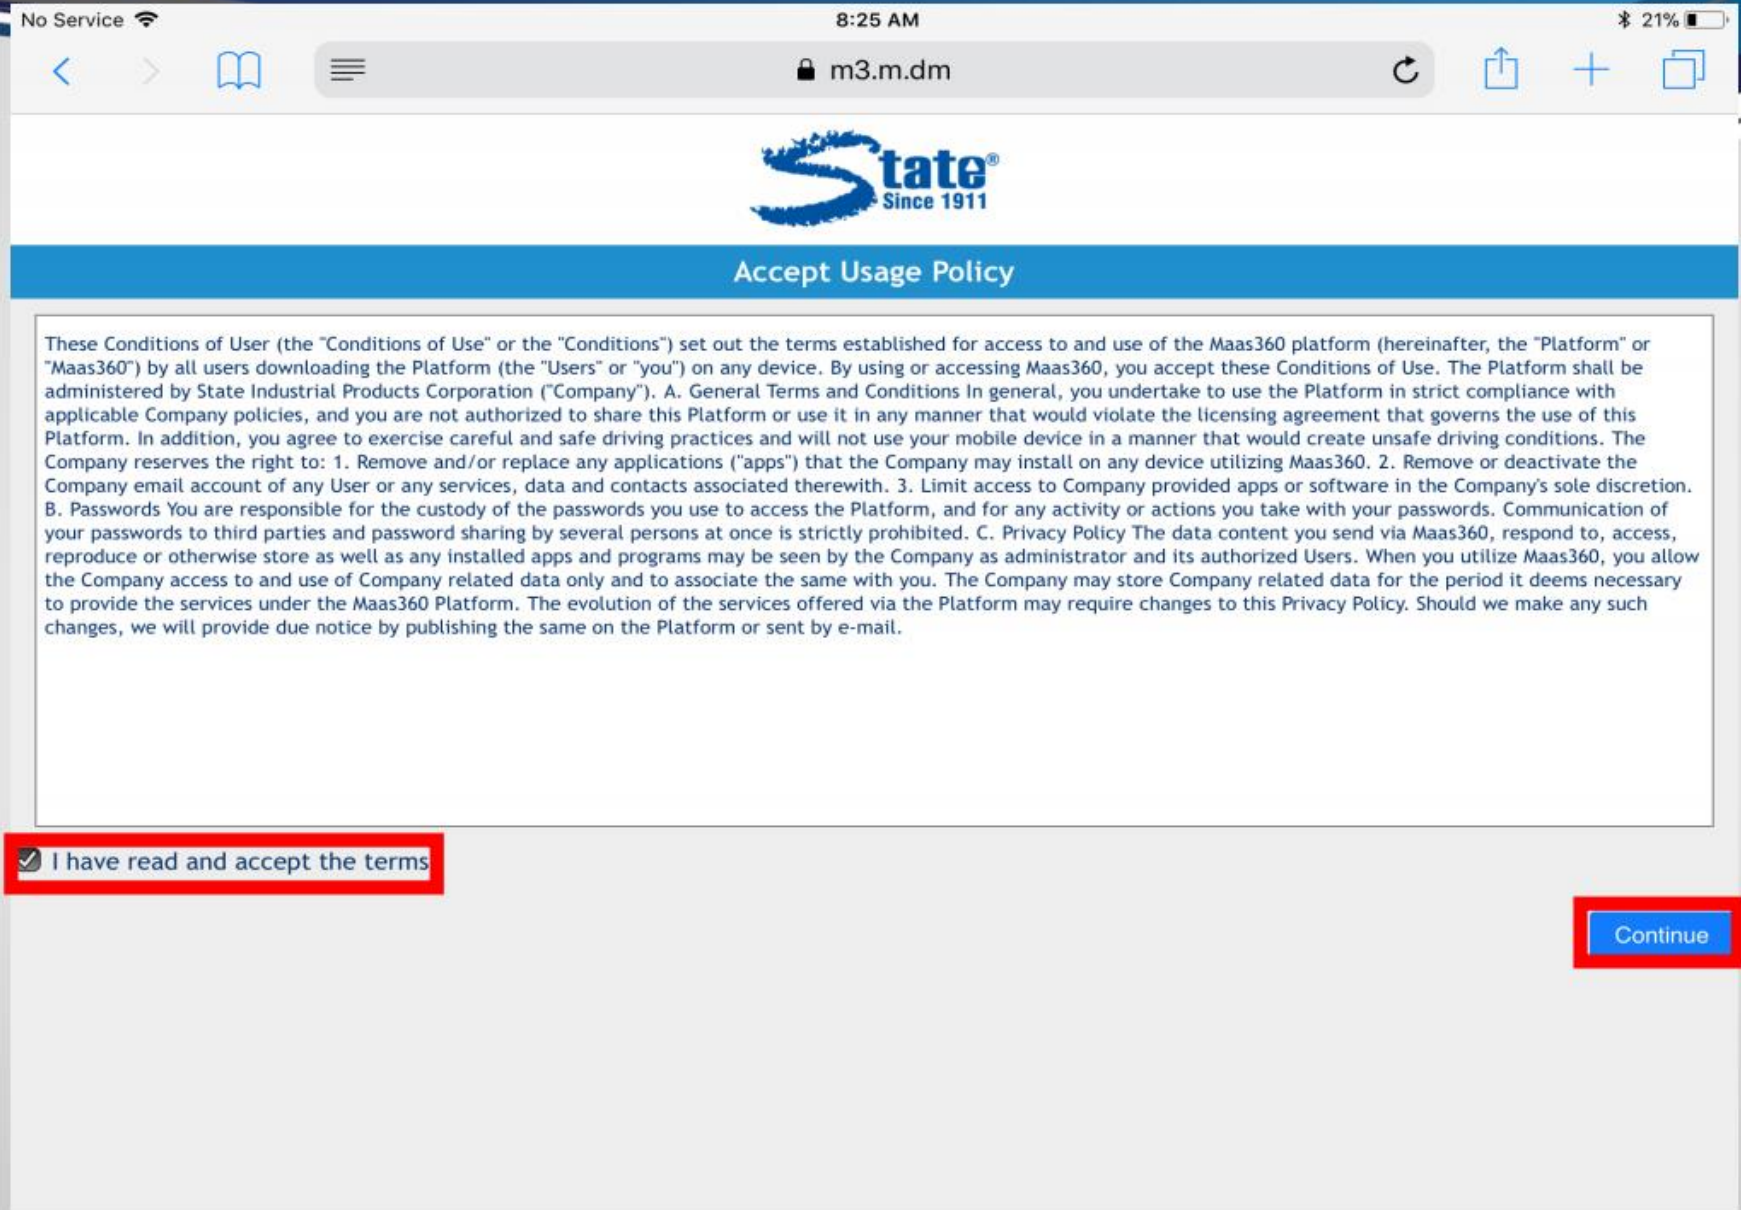 No Service
8:25 AM
21%
m3.m.dm
State®
Since 1911
Accept Usage Policy
These Conditions of User (the "Conditions of Use" or the "Conditions") set out the terms established for access to and use of the Maas360 platform (hereinafter, the "Platform" or
"Maas360") by all users downloading the Platform (the "Users" or "you") on any device. By using or accessing Maas360, you accept these Conditions of Use. The Platform shall be
administered by State Industrial Products Corporation ("Company"). A. General Terms and Conditions In general, you undertake to use the Platform in strict compliance with
applicable Company policies, and you are not authorized to share this Platform or use it in any manner that would violate the licensing agreement that governs the use of this
Platform. In addition, you agree to exercise careful and safe driving practices and will not use your mobile device in a manner that would create unsafe driving conditions. The
Company reserves the right to: 1. Remove and/or replace any applications ("apps") that the Company may install on any device utilizing Maas360. 2. Remove or deactivate the
Company email account of any User or any services, data and contacts associated therewith. 3. Limit access to Company provided apps or software in the Company's sole discretion.
B. Passwords You are responsible for the custody of the passwords you use to access the Platform, and for any activity or actions you take with your passwords. Communication of
your passwords to third parties and password sharing by several persons at once is strictly prohibited. C. Privacy Policy The data content you send via Maas360, respond to, access,
reproduce or otherwise store as well as any installed apps and programs may be seen by the Company as administrator and its authorized Users. When you utilize Maas360, you allow
the Company access to and use of Company related data only and to associate the same with you. The Company may store Company related data for the period it deems necessary
to provide the services under the Maas360 Platform. The evolution of the services offered via the Platform may require changes to this Privacy Policy. Should we make any such
changes, we will provide due notice by publishing the same on the Platform or sent by e-mail.
I have read and accept the terms
Continue